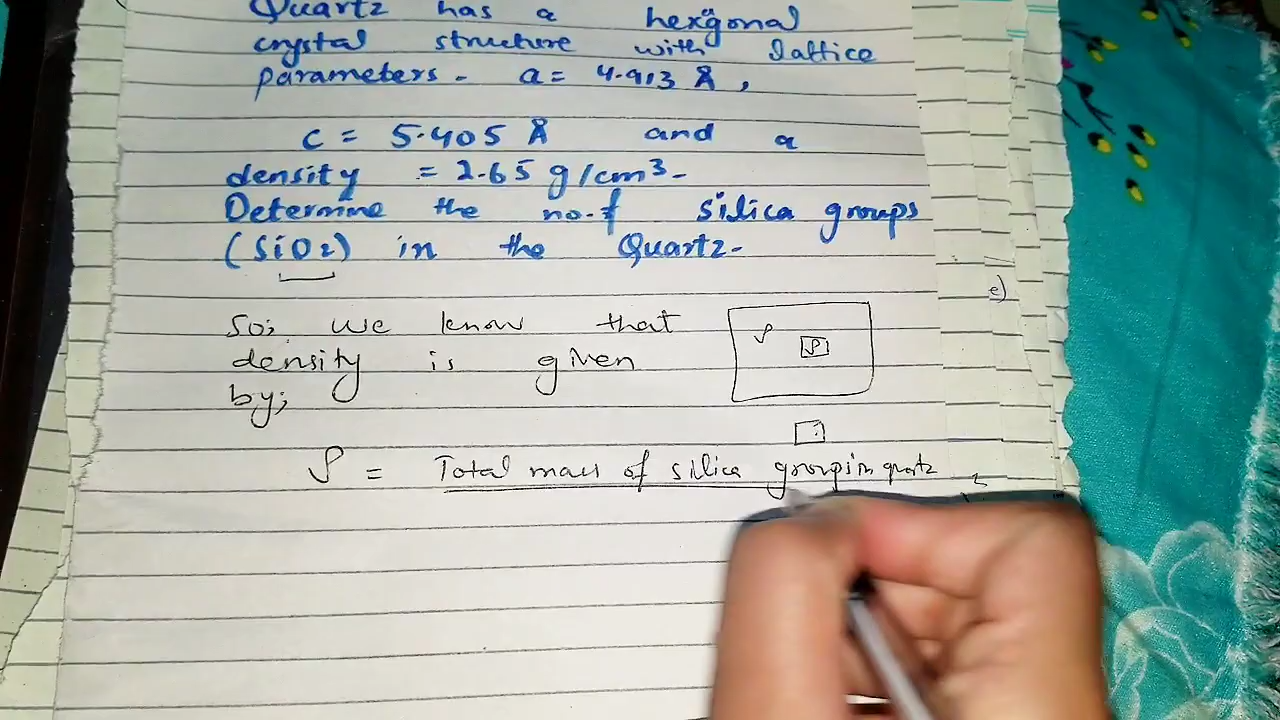 Quartz has a hexgonal
crystal structure with lattice
parameters - a = 4.913 Å ,
c = 5.405 Å and a
density = 2.65 g/cm³-
Determine the no. of silica groups
(SiO2) in the Quartz-
e)
So; we know that
density is given
by;
ρ
ρ
ρ = Total mass of silica group in quartz